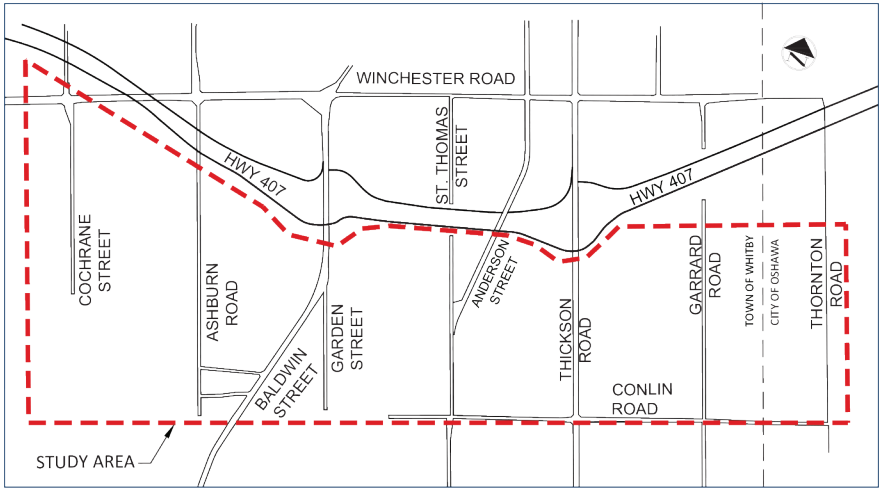 WINCHESTER ROAD
HWY 407
ST. THOMAS
STREET
HWY 407
COCHRANE
STREET
ASHBURN
ROAD
GARDEN
STREET
BALDWIN
STREET
ANDERSON
STREET
THICKSON
ROAD
GARRARD
ROAD
TOWN OF WHITBY
CITY OF OSHAWA
THORNTON
ROAD
CONLIN
ROAD
STUDY AREA